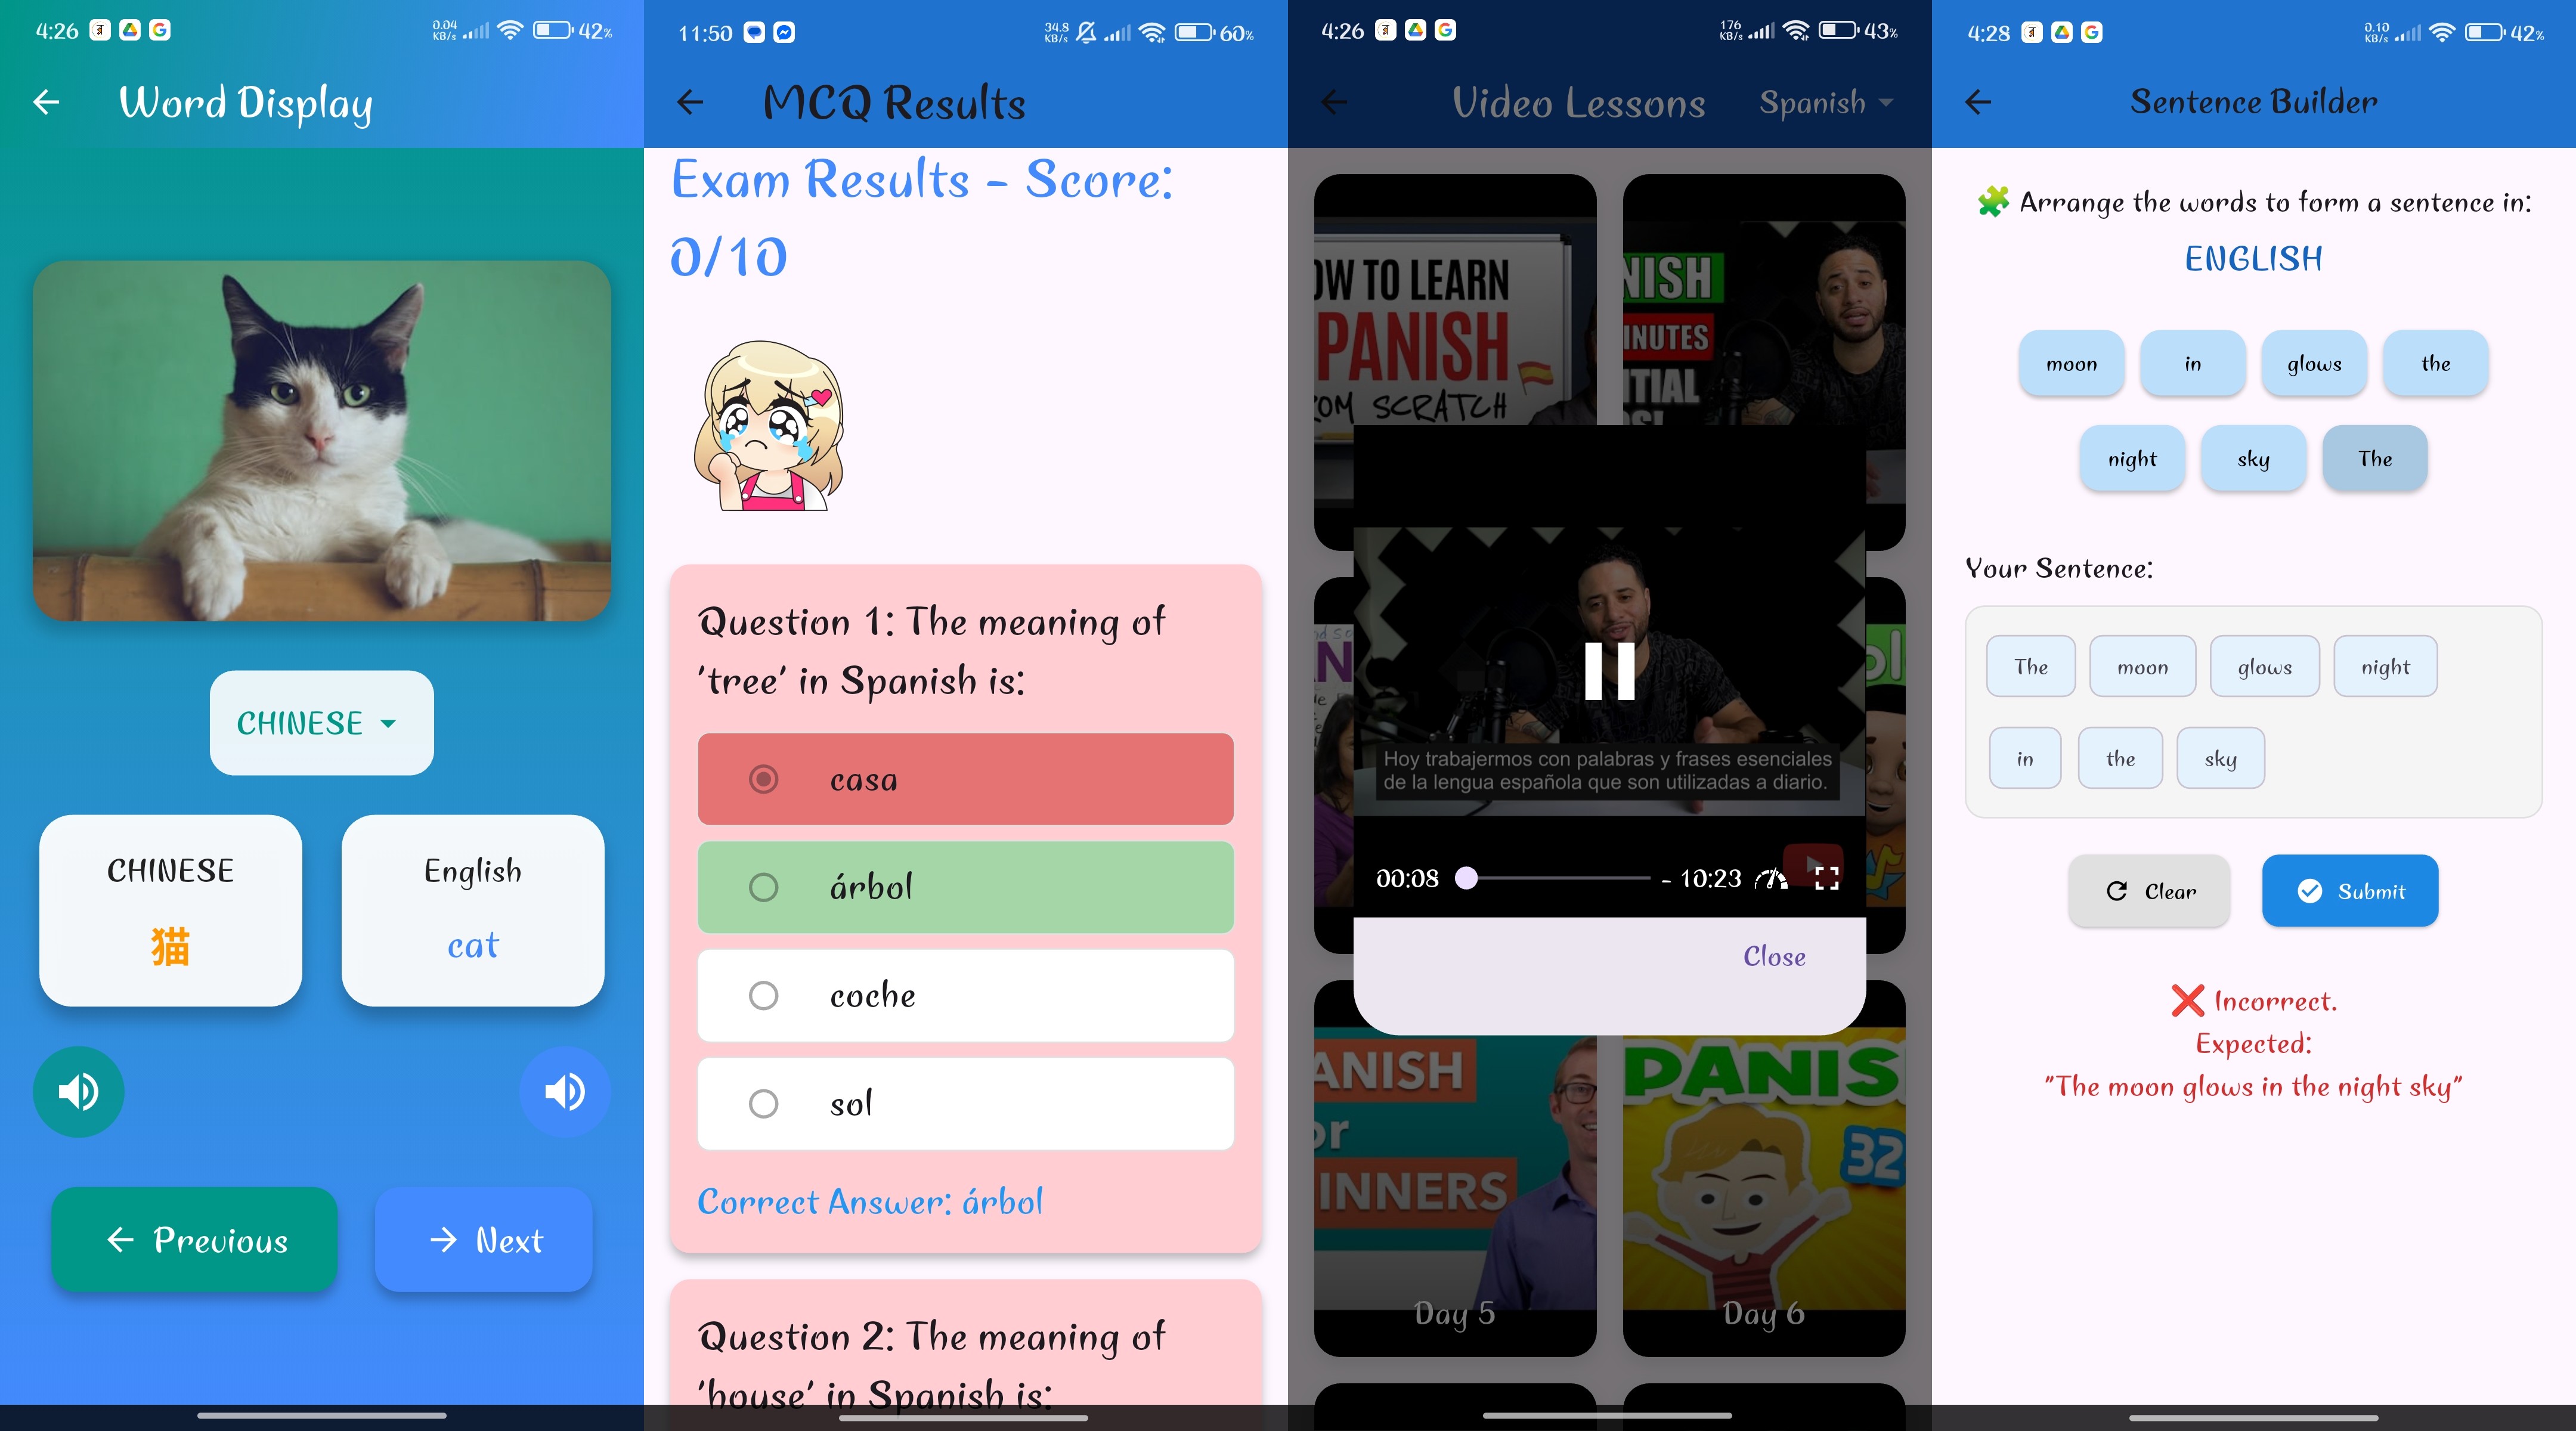 4:26
0.04 KB/s
42%
Word Display
CHINESE
CHINESE
猫
English
cat
Previous
Next
11:50
34.8 KB/s
60%
MCQ Results
Exam Results - Score:
0/10
Question 1: The meaning of
'tree' in Spanish is:
casa
árbol
coche
sol
Correct Answer: árbol
Question 2: The meaning of
'house' in Spanish is:
4:26
176 KB/s
43%
Video Lessons
Spanish
OW TO LEARN
PANISH
OM SCRATCH
NISH
INUTES
Hoy trabajermos con palabras y frases esenciales
de la lengua española que son utilizadas a diario.
00:08
- 10:23
Close
ANISH
or
INNERS
Day 5
PANIS
32
Day 6
4:28
0.10 KB/s
42%
Sentence Builder
Arrange the words to form a sentence in:
ENGLISH
moon in glows the
night sky The
Your Sentence:
The moon glows night
in the sky
Clear
Submit
Incorrect.
Expected:
"The moon glows in the night sky"